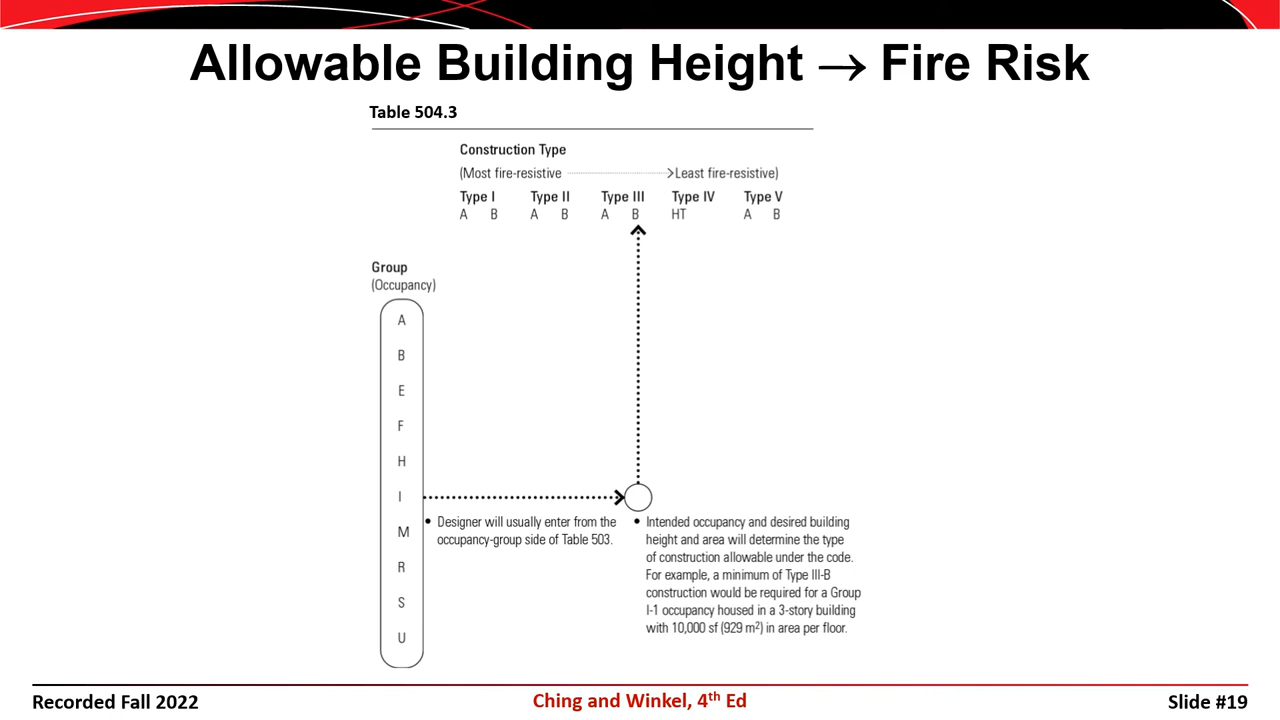 Allowable Building Height → Fire Risk
Table 504.3
Construction Type
(Most fire-resistive Least fire-resistive)
Type I Type II Type III Type IV Type V
A B A B A B HT A B
Group
(Occupancy)
A
B
E
F
H
I
M
R
S
U
• Designer will usually enter from the
occupancy-group side of Table 503.
• Intended occupancy and desired building
height and area will determine the type
of construction allowable under the code.
For example, a minimum of Type III-B
construction would be required for a Group
I-1 occupancy housed in a 3-story building
with 10,000 sf (929 m²) in area per floor.
Recorded Fall 2022
Ching and Winkel, 4th Ed
Slide #19